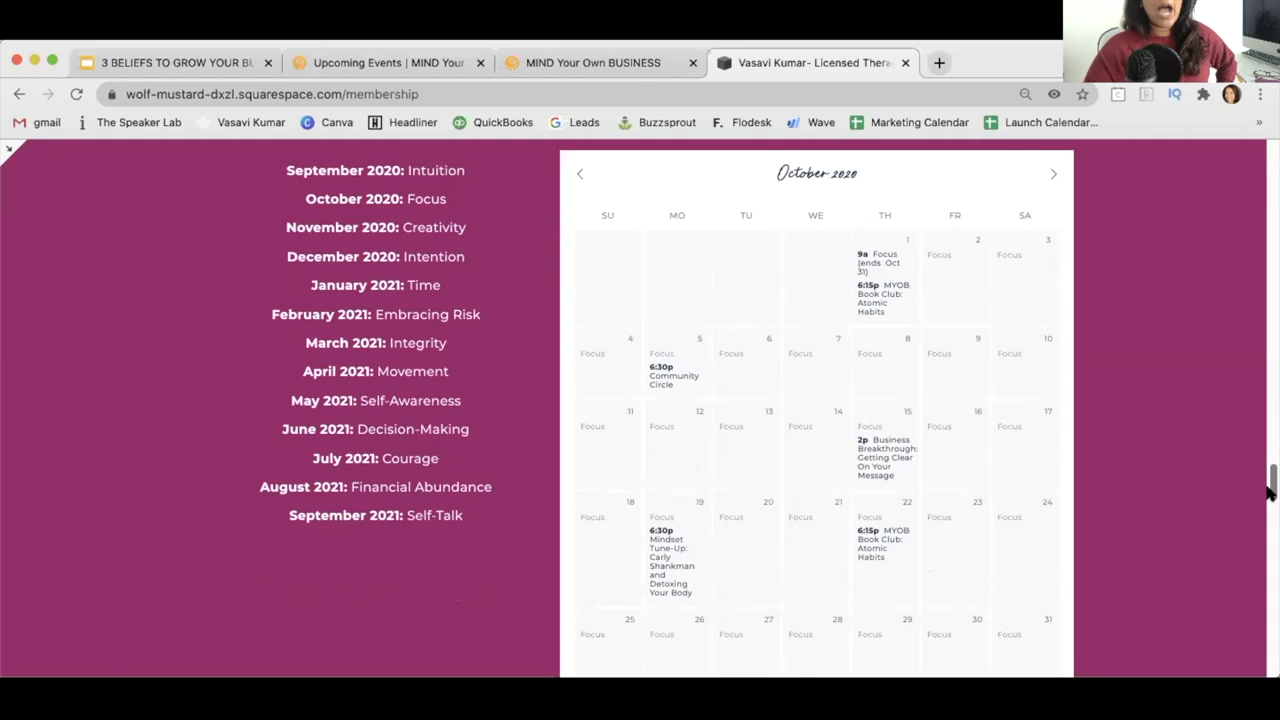 3 BELIEFS TO GROW YOUR BU
Upcoming Events | MIND Your
MIND Your Own BUSINESS
Vasavi Kumar- Licensed Thera
wolf-mustard-dxzl.squarespace.com/membership
gmail
The Speaker Lab
Vasavi Kumar
Canva
Headliner
QuickBooks
Leads
Buzzsprout
F. Flodesk
Wave
Marketing Calendar
Launch Calendar...
September 2020: Intuition
October 2020: Focus
November 2020: Creativity
December 2020: Intention
January 2021: Time
February 2021: Embracing Risk
March 2021: Integrity
April 2021: Movement
May 2021: Self-Awareness
June 2021: Decision-Making
July 2021: Courage
August 2021: Financial Abundance
September 2021: Self-Talk
October 2020
SU MO TU WE TH FR SA
1 2 3
9a Focus
(ends Oct
31)
6:15p MYOB
Book Club:
Atomic
Habits
Focus Focus
4 5 6 7 8 9 10
Focus Focus Focus Focus Focus Focus Focus
6:30p
Community
Circle
11 12 13 14 15 16 17
Focus Focus Focus Focus Focus Focus Focus
2p Business
Breakthrough:
Getting Clear
On Your
Message
18 19 20 21 22 23 24
Focus Focus Focus Focus Focus Focus Focus
6:30p
Mindset
Tune-Up:
Carly
Shankman
and
Detoxing
Your Body
6:15p MYOB
Book Club:
Atomic
Habits
25 26 27 28 29 30 31
Focus Focus Focus Focus Focus Focus Focus